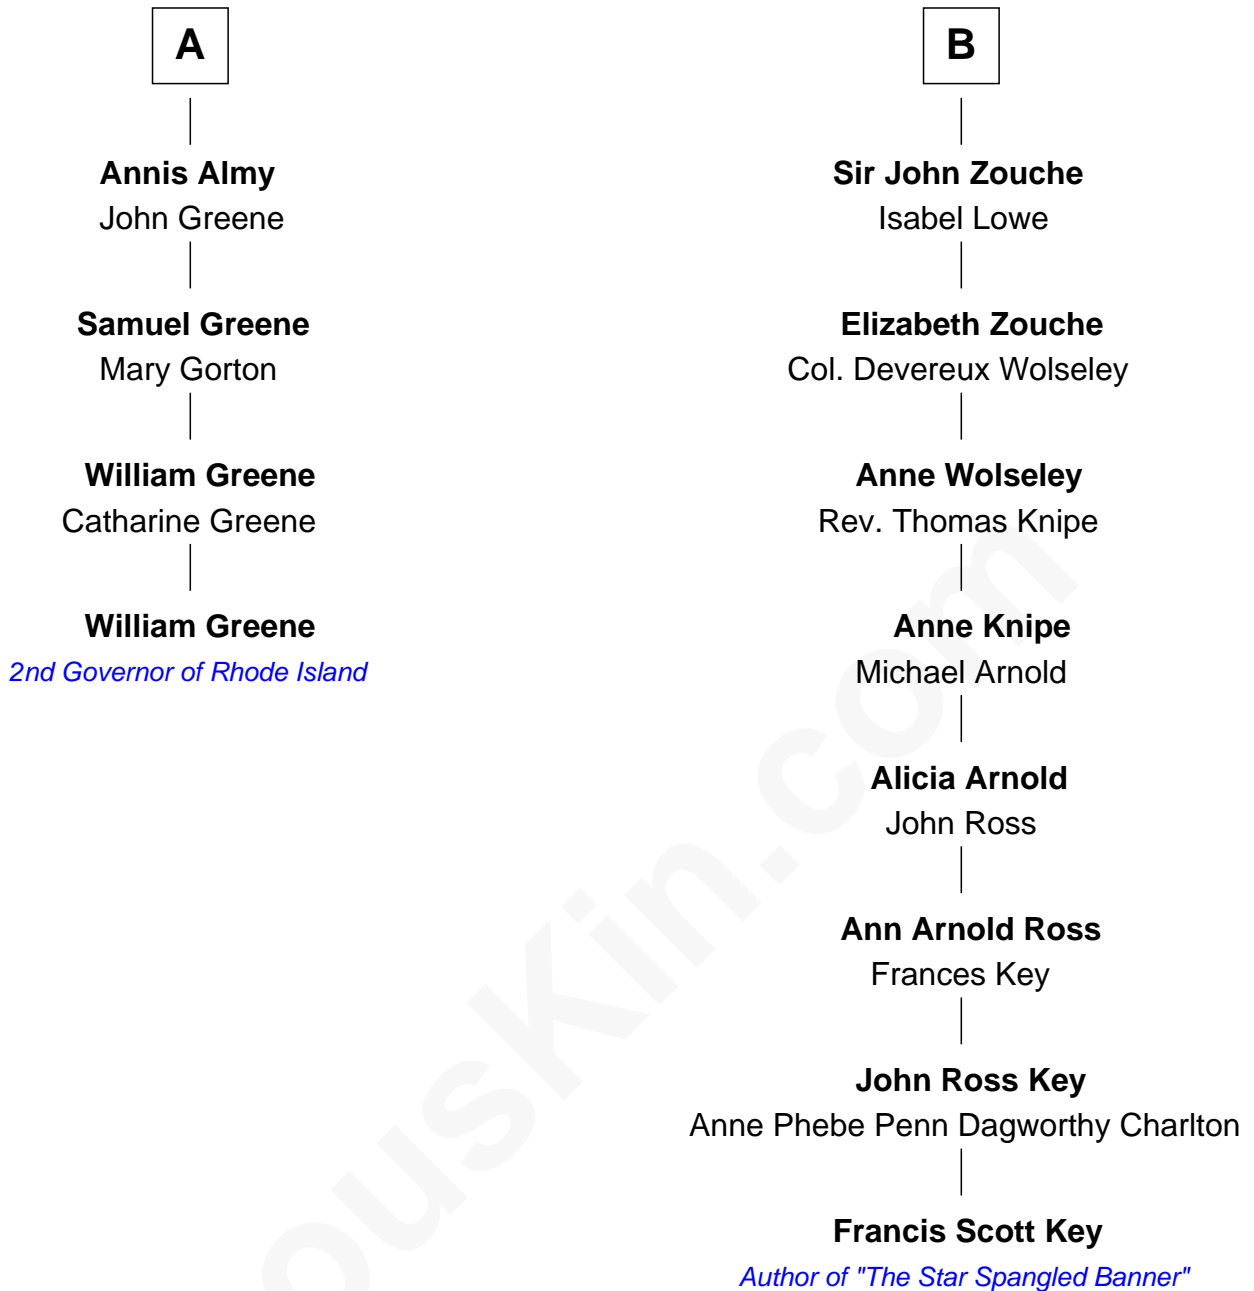 A
Annis Almy
John Greene
Samuel Greene
Mary Gorton
William Greene
Catharine Greene
William Greene
2nd Governor of Rhode Island
B
Sir John Zouche
Isabel Lowe
Elizabeth Zouche
Col. Devereux Wolseley
Anne Wolseley
Rev. Thomas Knipe
Anne Knipe
Michael Arnold
Alicia Arnold
John Ross
Ann Arnold Ross
Frances Key
John Ross Key
Anne Phebe Penn Dagworthy Charlton
Francis Scott Key
Author of "The Star Spangled Banner"
ouskin.com